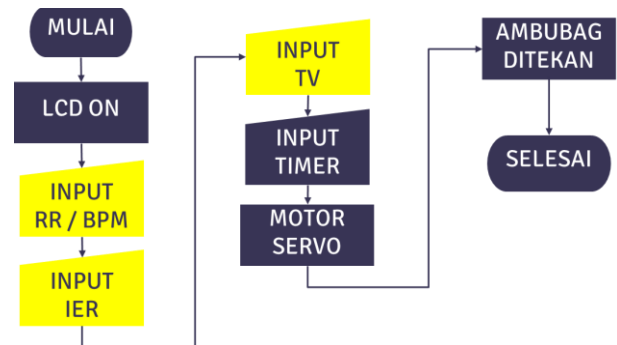 MULAI
LCD ON
INPUT
RR / BPM
INPUT
IER
INPUT
TV
INPUT
TIMER
MOTOR
SERVO
AMBUBAG
DITEKAN
SELESAI